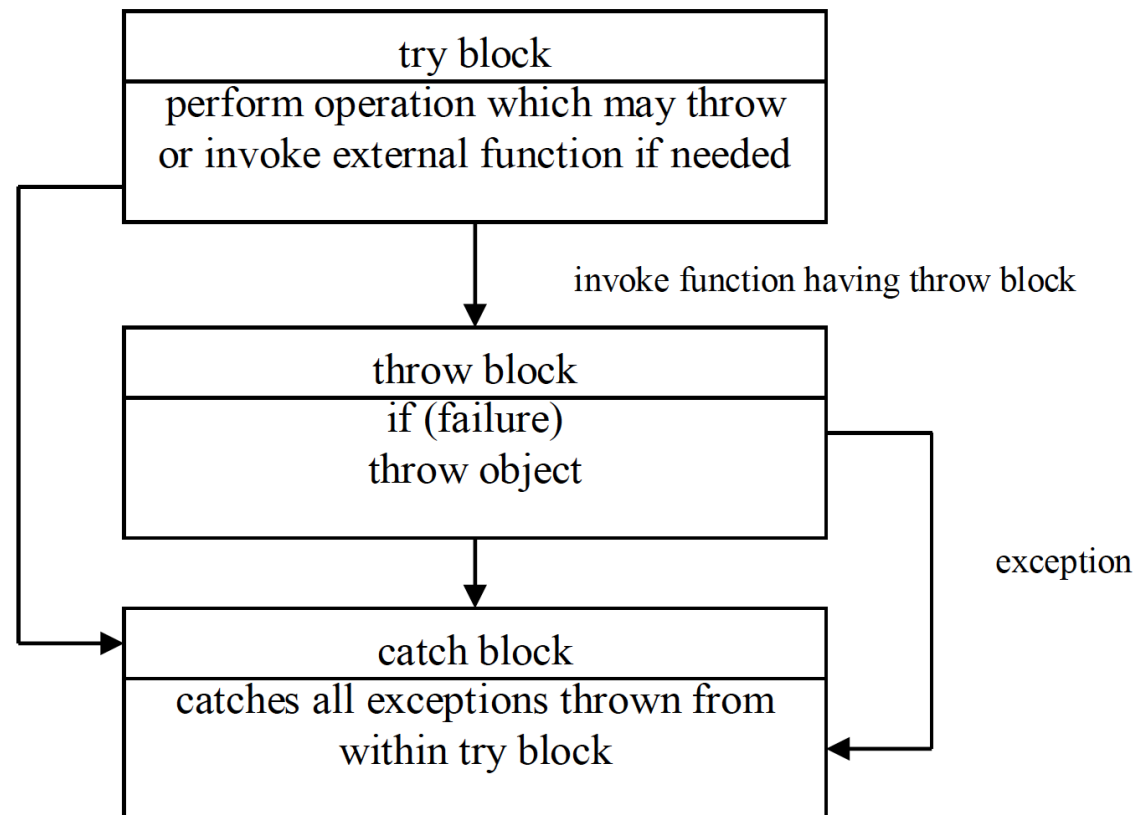 try block
perform operation which may throw
or invoke external function if needed
invoke function having throw block
throw block
if (failure)
throw object
exception
catch block
catches all exceptions thrown from
within try block